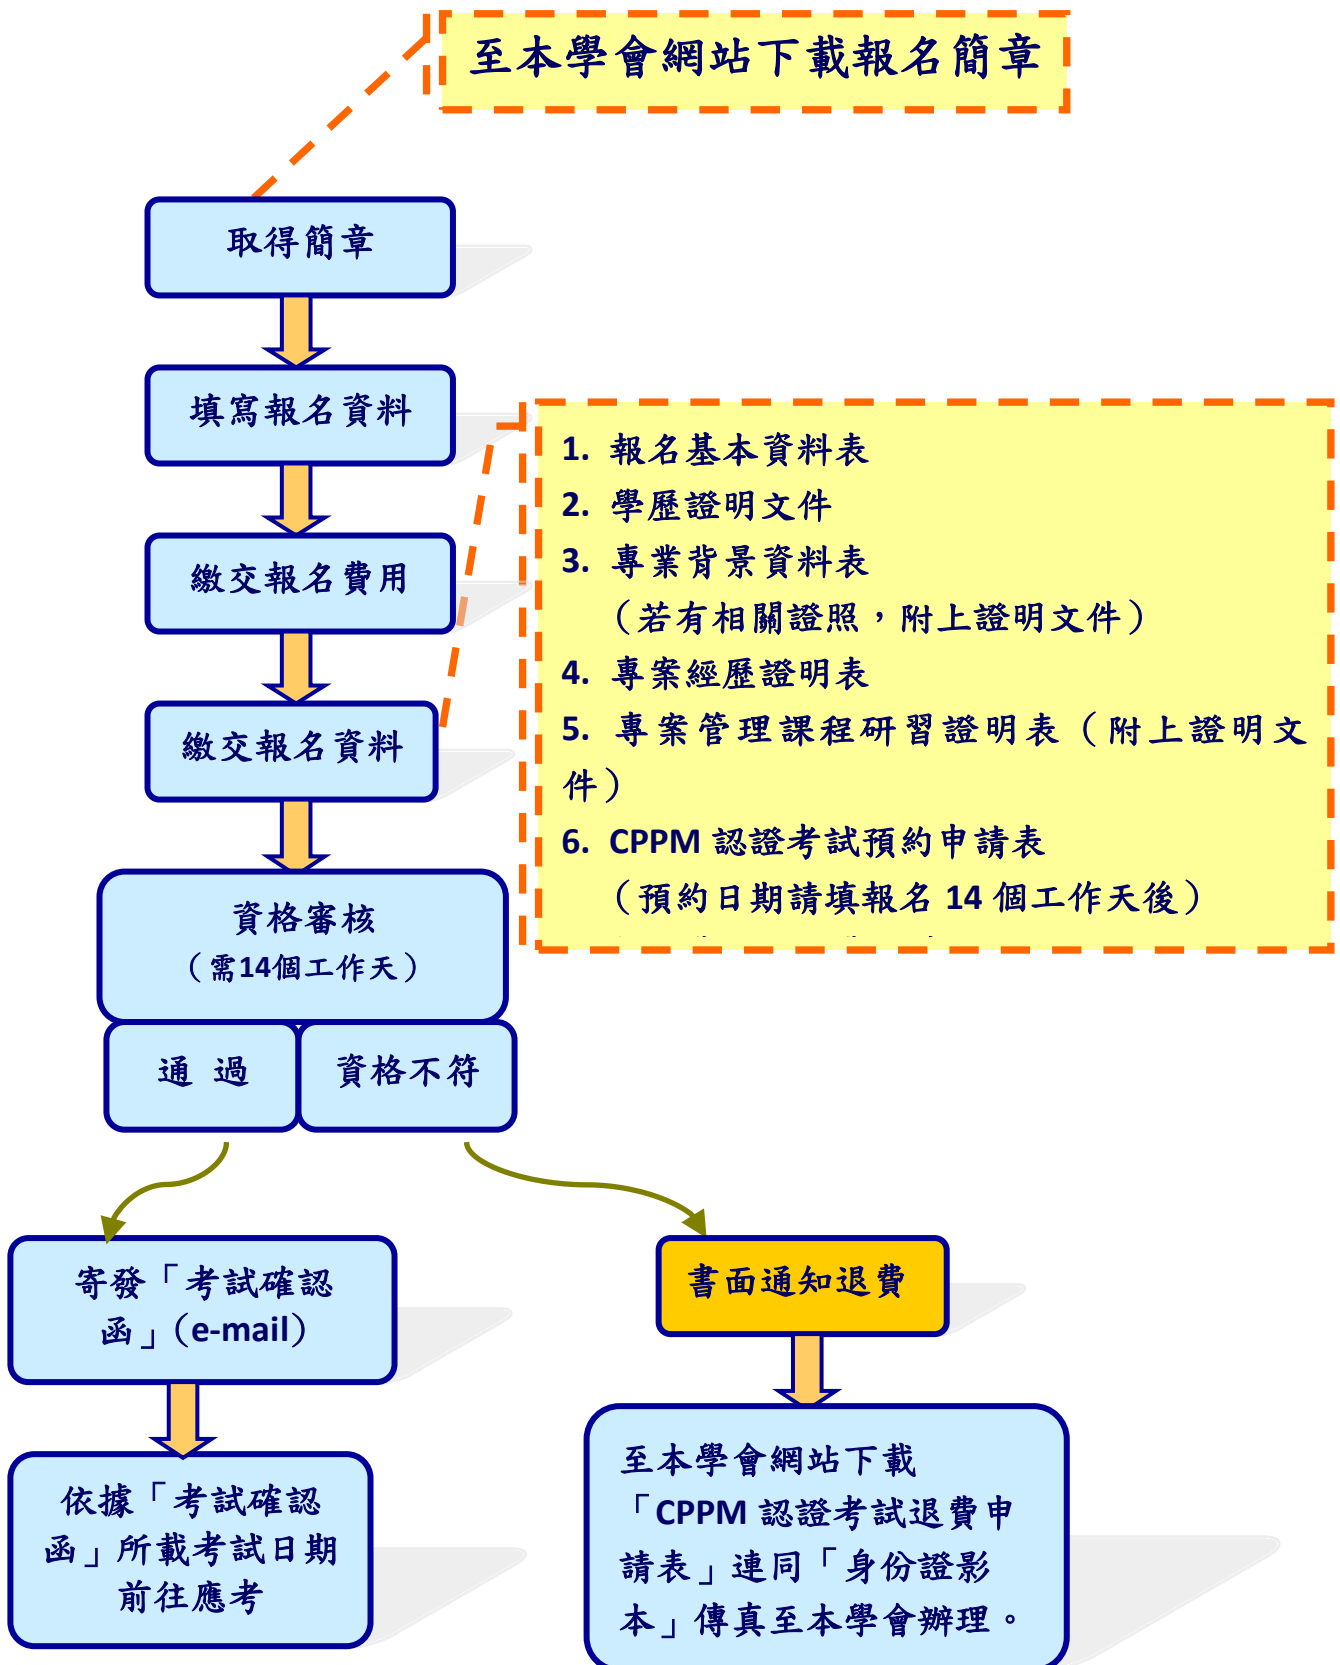 至本學會網站下載報名簡章
取得簡章
填寫報名資料
繳交報名費用
繳交報名資料
1. 報名基本資料表
2. 學歷證明文件
3. 專業背景資料表
（若有相關證照，附上證明文件）
4. 專案經歷證明表
5. 專案管理課程研習證明表（附上證明文
件）
6. CPPM 認證考試預約申請表
（預約日期請填報名 14 個工作天後）
資格審核
（需14個工作天）
通 過
資格不符
寄發「考試確認
函」（e-mail）
依據「考試確認
函」所載考試日期
前往應考
書面通知退費
至本學會網站下載
「CPPM 認證考試退費申
請表」連同「身份證影
本」傳真至本學會辦理。